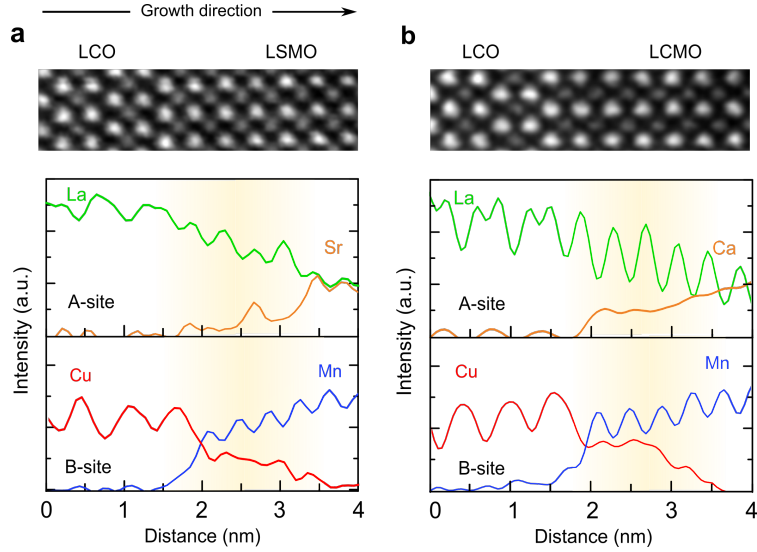 Growth direction
a
LCO
LSMO
La
Sr
A-site
Cu
Mn
B-site
Intensity (a.u.)
0
1
2
3
4
Distance (nm)
b
LCO
LCMO
La
Ca
A-site
Cu
Mn
B-site
Intensity (a.u.)
0
1
2
3
4
Distance (nm)